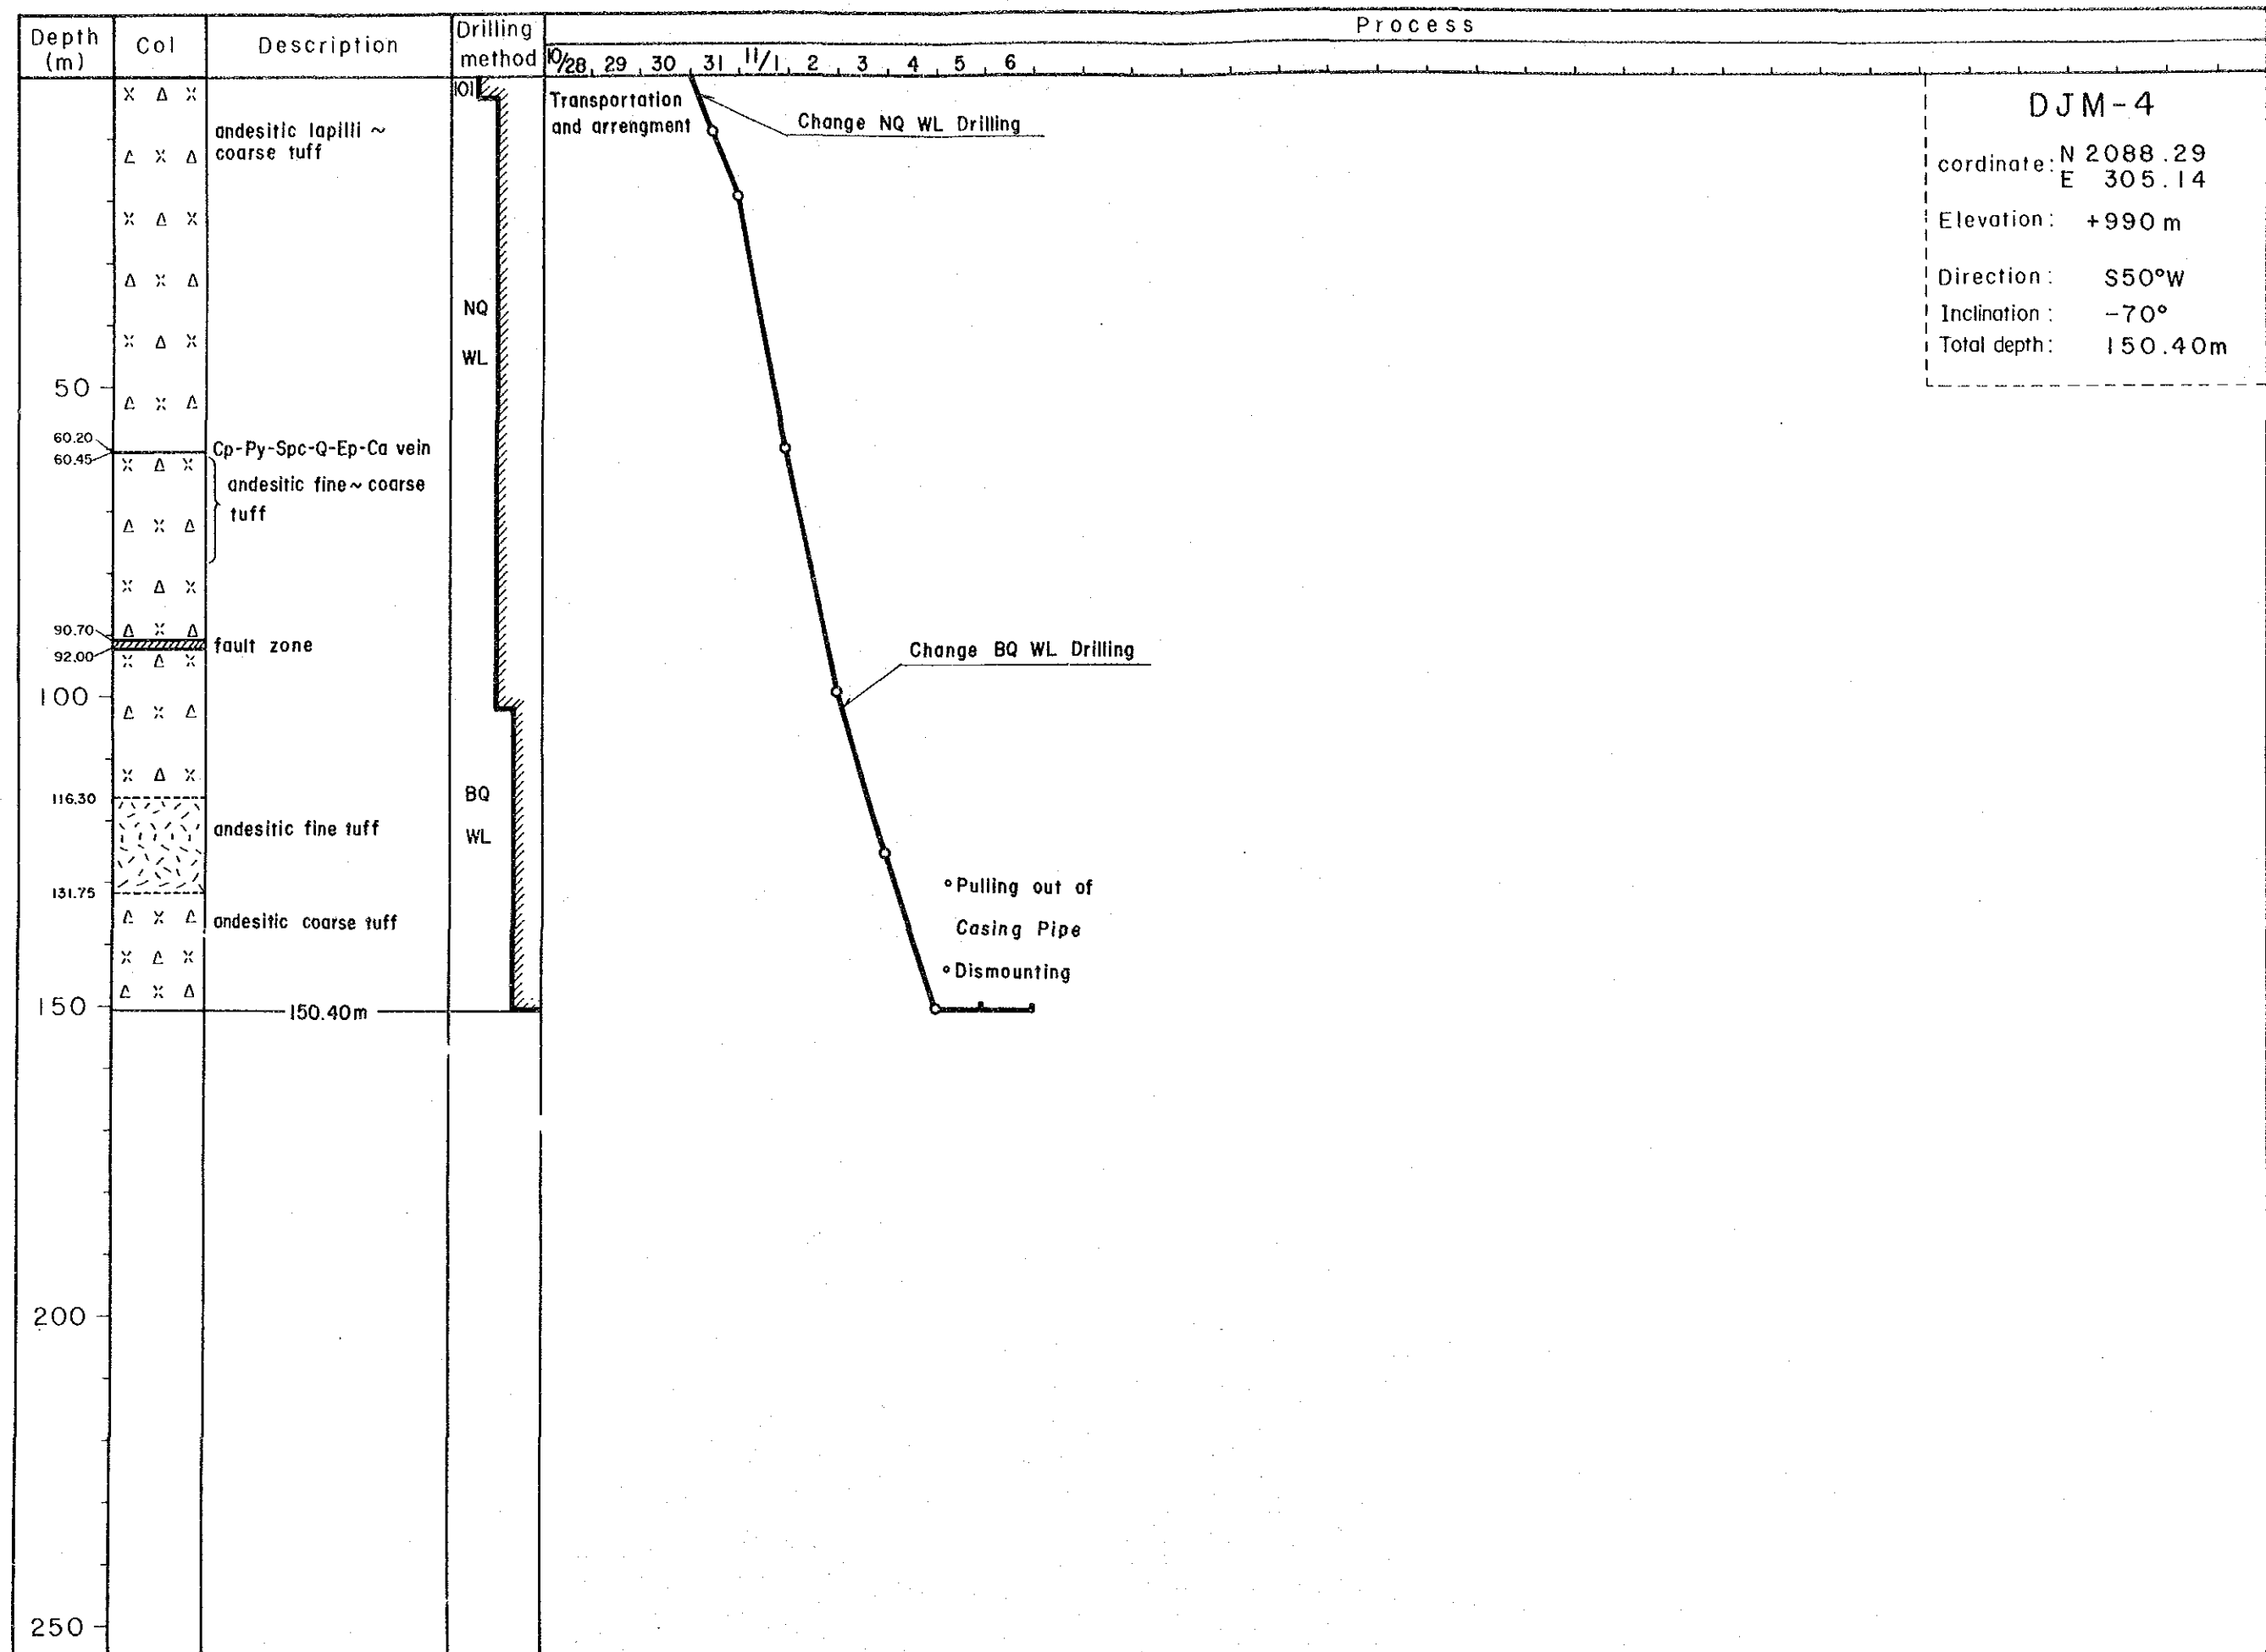 Depth (m)
Col
Description
Drilling method
Process
10/28 29 30 31 11/1 2 3 4 5 6
101
Transportation
and arrengment
Change NQ WL Drilling
DJM-4
cordinate: N 2088.29
E 305.14
Elevation: +990 m
Direction: S50°W
Inclination: -70°
Total depth: 150.40m
andesitic lapilli ~
coarse tuff
NQ
WL
50
60.20
60.45
Cp-Py-Spc-Q-Ep-Ca vein
andesitic fine ~ coarse
tuff
90.70
92.00
fault zone
Change BQ WL Drilling
100
116.30
BQ
WL
andesitic fine tuff
131.75
andesitic coarse tuff
Pulling out of
Casing Pipe
Dismounting
150
150.40m
200
250